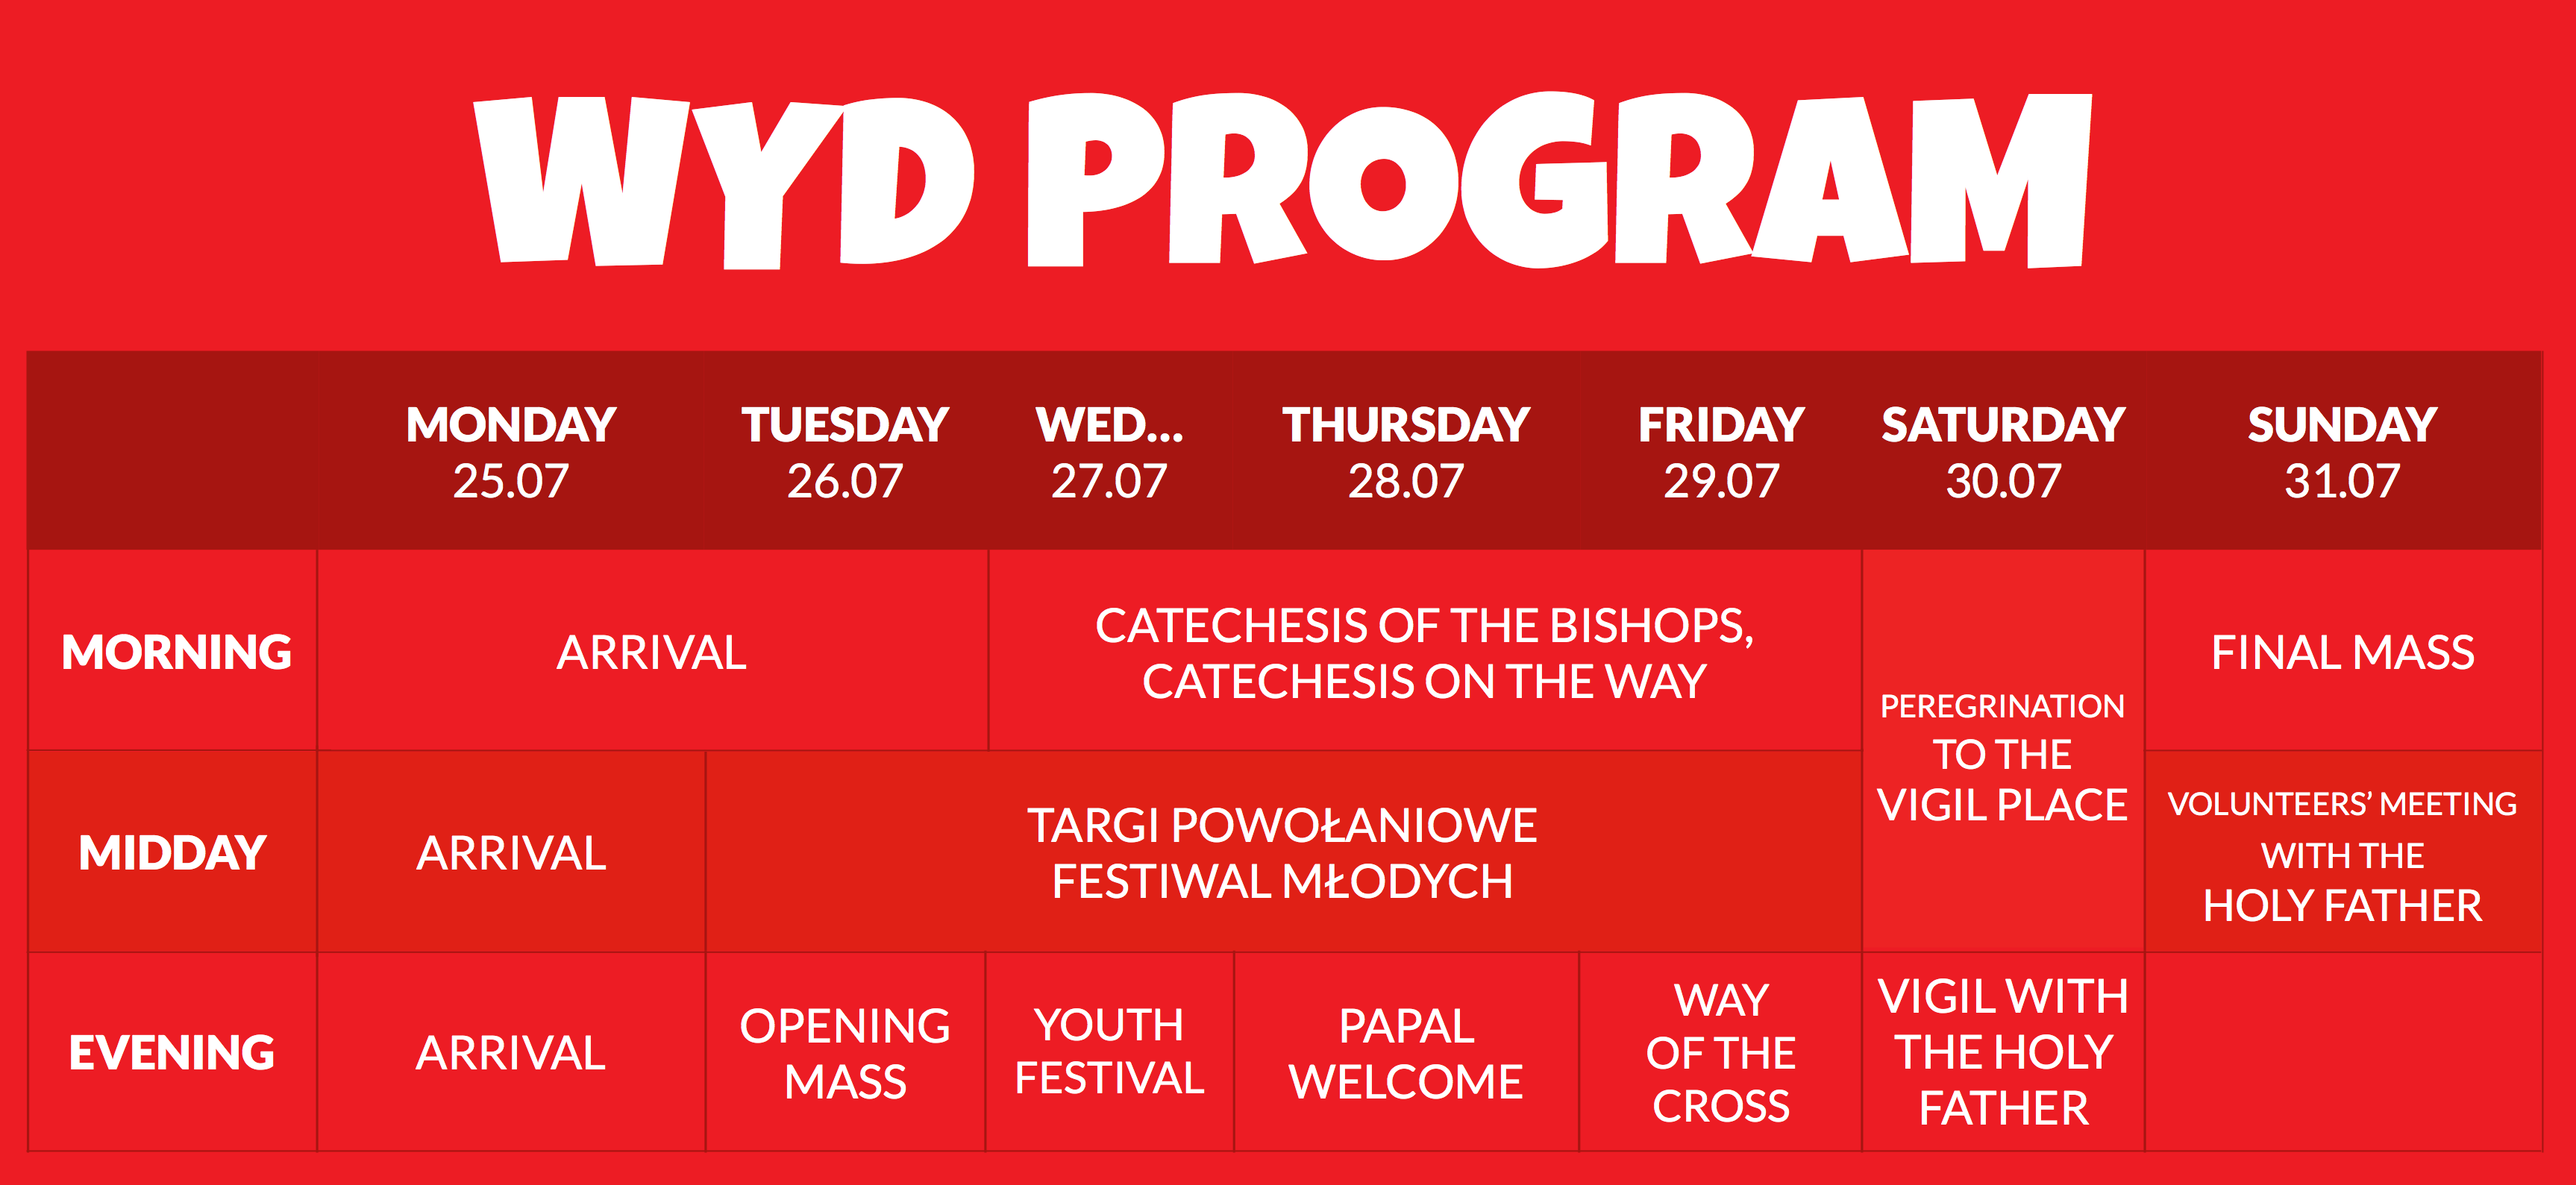 WYD PROGRAM
MONDAY
25.07
TUESDAY
26.07
WED...
27.07
THURSDAY
28.07
FRIDAY
29.07
SATURDAY
30.07
SUNDAY
31.07
MORNING
ARRIVAL
CATECHESIS OF THE BISHOPS,
CATECHESIS ON THE WAY
PEREGRINATION
TO THE
VIGIL PLACE
FINAL MASS
MIDDAY
ARRIVAL
TARGI POWOŁANIOWE
FESTIWAL MŁODYCH
VOLUNTEERS’ MEETING
WITH THE
HOLY FATHER
EVENING
ARRIVAL
OPENING
MASS
YOUTH
FESTIVAL
PAPAL
WELCOME
WAY
OF THE
CROSS
VIGIL WITH
THE HOLY
FATHER